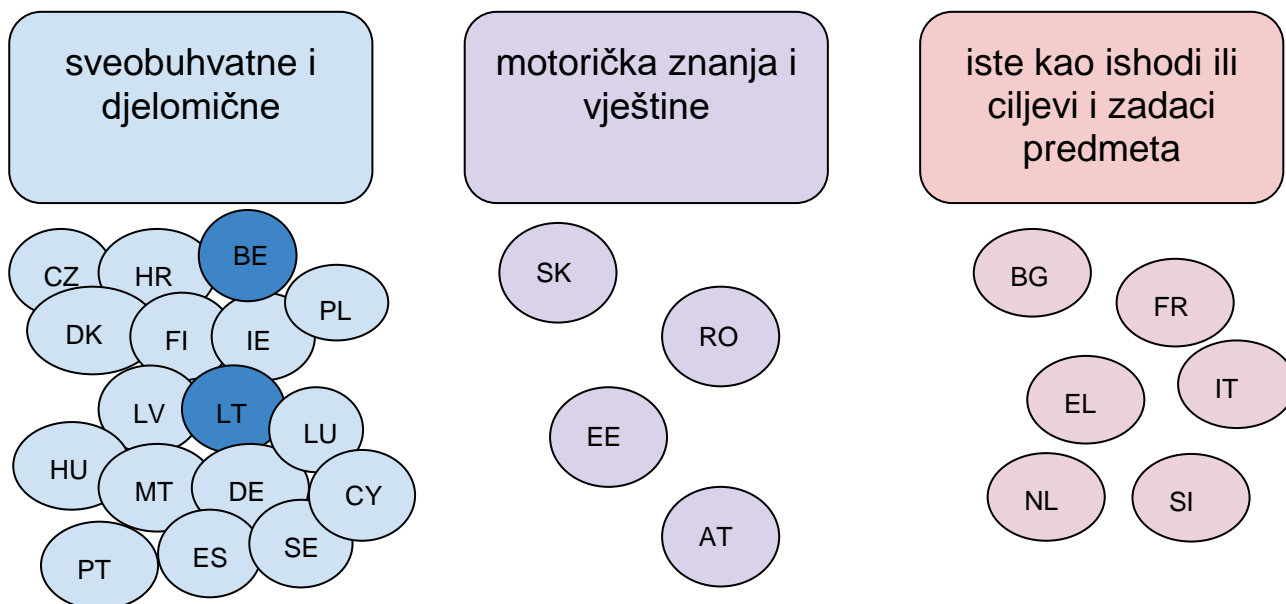 sveobuhvatne i
djelomične
motorička znanja i
vještine
iste kao ishodi ili
ciljevi i zadaci
predmeta
CZ
HR
BE
PL
DK
FI
IE
LV
LT
LU
HU
MT
DE
CY
PT
ES
SE
SK
RO
EE
AT
BG
FR
IT
EL
NL
SI